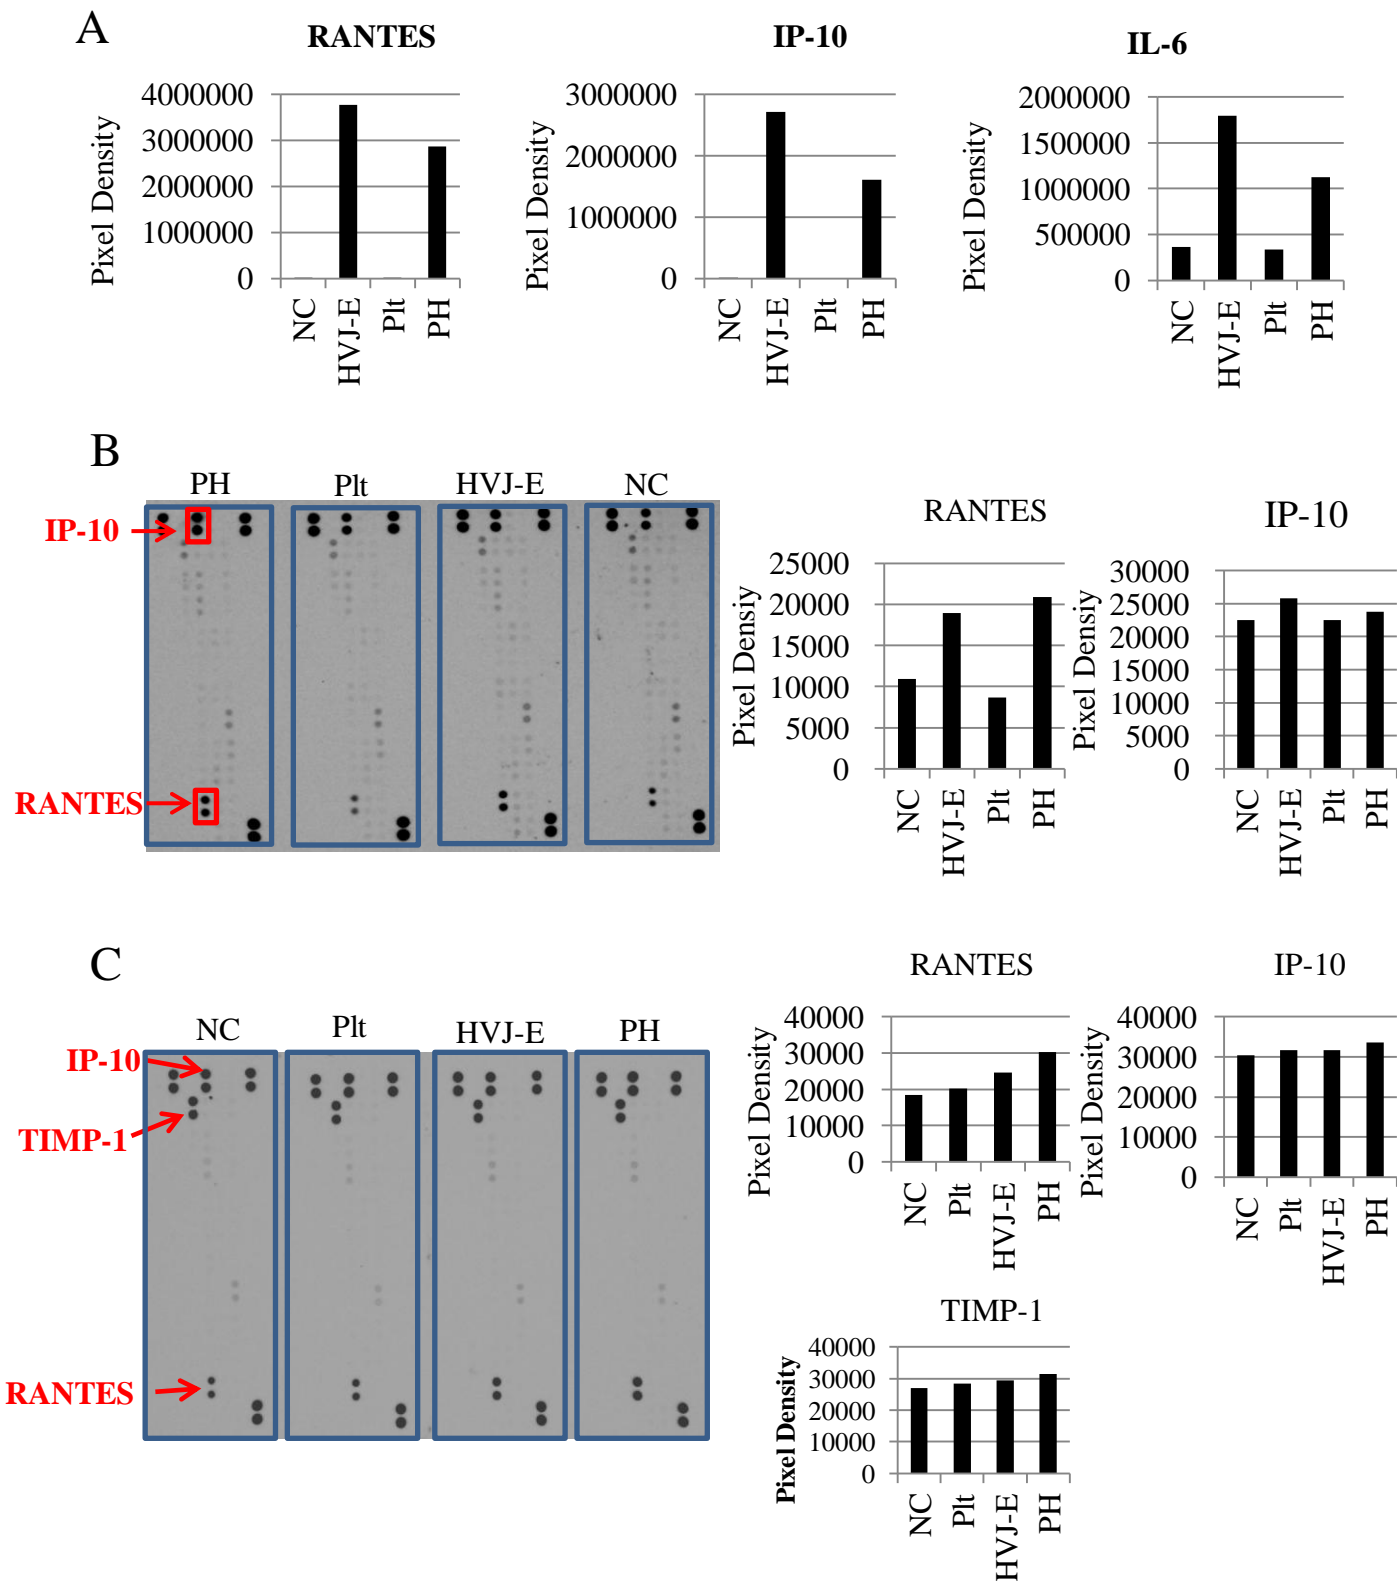 A
RANTES
IP-10
IL-6
Pixel Density
4000000
3000000
2000000
1000000
0
NC
HVJ-E
Plt
PH
Pixel Density
3000000
2000000
1000000
0
NC
HVJ-E
Plt
PH
Pixel Density
2000000
1500000
1000000
500000
0
NC
HVJ-E
Plt
PH
B
PH
Plt
HVJ-E
NC
IP-10
RANTES
RANTES
Pixel Densiy
25000
20000
15000
10000
5000
0
NC
HVJ-E
Plt
PH
IP-10
Pixel Densiy
30000
25000
20000
15000
10000
5000
0
NC
HVJ-E
Plt
PH
C
NC
Plt
HVJ-E
PH
IP-10
TIMP-1
RANTES
RANTES
Pixel Density
40000
30000
20000
10000
0
NC
Plt
HVJ-E
PH
IP-10
Pixel Density
40000
30000
20000
10000
0
NC
Plt
HVJ-E
PH
TIMP-1
Pixel Density
40000
30000
20000
10000
0
NC
Plt
HVJ-E
PH